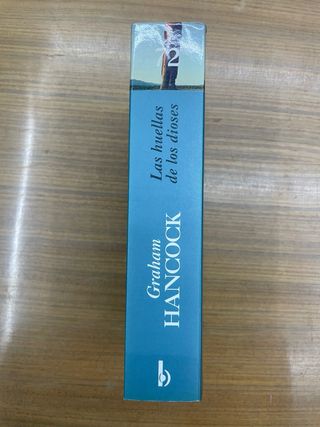 Graham
HANCOCK
Las huellas
de los dioses